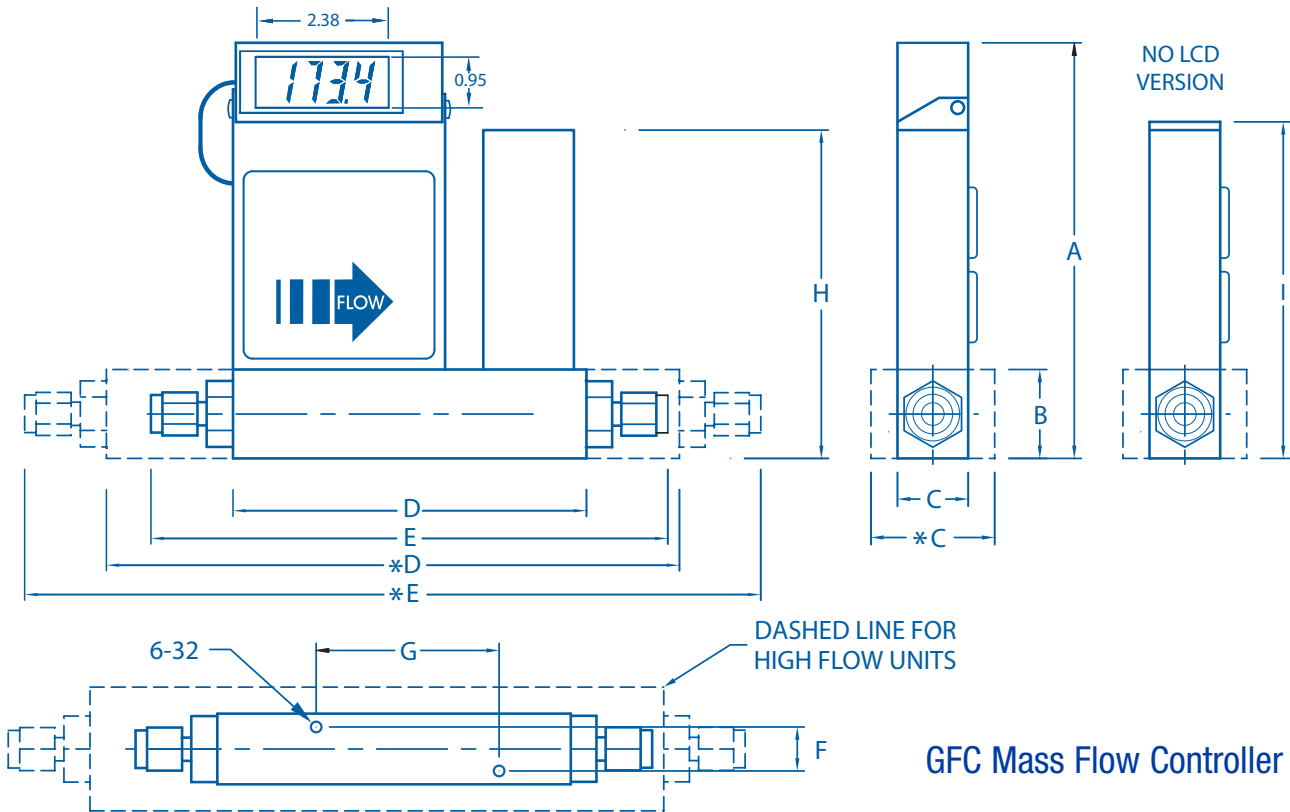 2.38
173.4
0.95
NO LCD
VERSION
FLOW
A
H
I
B
C
*C
D
E
*D
*E
6-32
G
DASHED LINE FOR
HIGH FLOW UNITS
F
GFC Mass Flow Controller